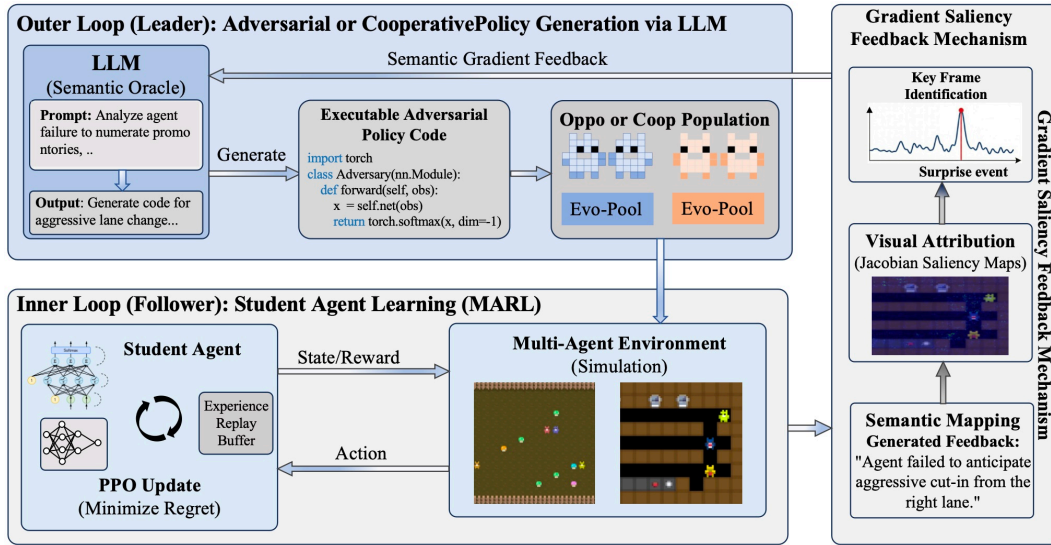 Outer Loop (Leader): Adversarial or CooperativePolicy Generation via LLM
LLM
(Semantic Oracle)
Prompt: Analyze agent
failure to numerate promo
ntories, ..
Output: Generate code for
aggressive lane change...
Generate
Semantic Gradient Feedback
Executable Adversarial
Policy Code
import torch
class Adversary(nn.Module):
def forward(self, obs):
x = self.net(obs)
return torch.softmax(x, dim=-1)
Oppo or Coop Population
Evo-Pool
Evo-Pool
Inner Loop (Follower): Student Agent Learning (MARL)
Student Agent
Softmax
Experience
Replay
Buffer
PPO Update
(Minimize Regret)
State/Reward
Action
Multi-Agent Environment
(Simulation)
Gradient Saliency
Feedback Mechanism
Key Frame
Identification
Surprise event
Visual Attribution
(Jacobian Saliency Maps)
Semantic Mapping
Generated Feedback:
"Agent failed to anticipate
aggressive cut-in from the
right lane."
Gradient Saliency Feedback Mechanism